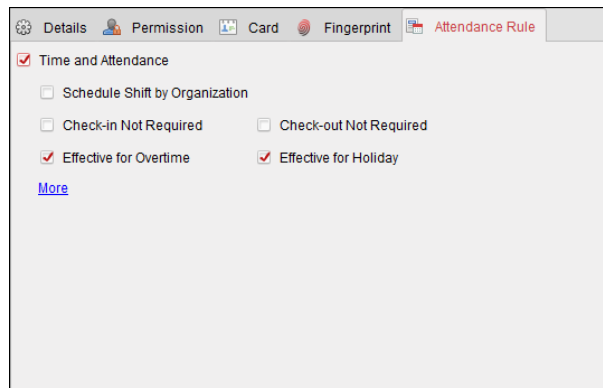 Details Permission Card Fingerprint Attendance Rule
Time and Attendance
Schedule Shift by Organization
Check-in Not Required Check-out Not Required
Effective for Overtime Effective for Holiday
More